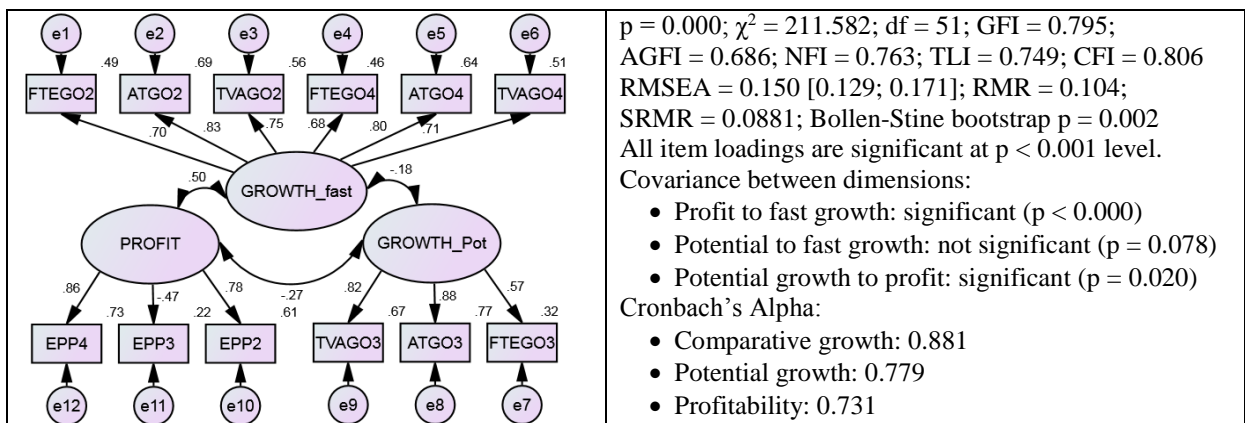 e1 e2 e3 e4 e5 e6
.49 .69 .56 .46 .64 .51
FTEGO2 ATGO2 TVAGO2 FTEGO4 ATGO4 TVAGO4
.70 .83 .75 .68 .80 .71
GROWTH_fast
.50 -.18
PROFIT GROWTH_Pot
-.27
.86 -.47 .78 .82 .88 .57
.73 .22 .61 .67 .77 .32
EPP4 EPP3 EPP2 TVAGO3 ATGO3 FTEGO3
e12 e11 e10 e9 e8 e7
p = 0.000; χ² = 211.582; df = 51; GFI = 0.795;
AGFI = 0.686; NFI = 0.763; TLI = 0.749; CFI = 0.806
RMSEA = 0.150 [0.129; 0.171]; RMR = 0.104;
SRMR = 0.0881; Bollen-Stine bootstrap p = 0.002
All item loadings are significant at p < 0.001 level.
Covariance between dimensions:
• Profit to fast growth: significant (p < 0.000)
• Potential to fast growth: not significant (p = 0.078)
• Potential growth to profit: significant (p = 0.020)
Cronbach’s Alpha:
• Comparative growth: 0.881
• Potential growth: 0.779
• Profitability: 0.731